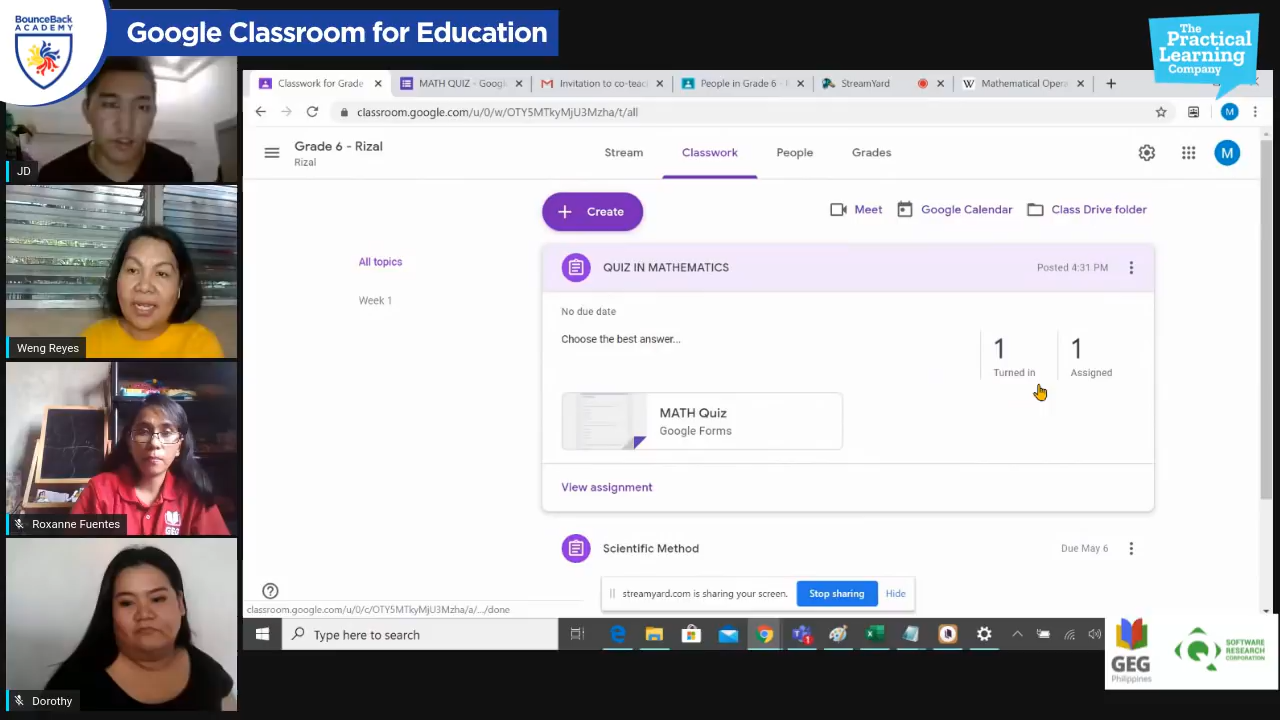 BounceBack
ACADEMY
Google Classroom for Education
The
Practical
Learning
Company
JD
Weng Reyes
Roxanne Fuentes
GEG
Dorothy
Classwork for Grade
MATH QUIZ - Goog
Invitation to co-teac
People in Grade 6 -
StreamYard
Mathematical Opera
classroom.google.com/u/0/w/OTY5MTkyMjU3Mzha/t/all
M
Grade 6 - Rizal
Rizal
Stream
Classwork
People
Grades
M
Create
Meet
Google Calendar
Class Drive folder
All topics
Week 1
QUIZ IN MATHEMATICS
Posted 4:31 PM
No due date
Choose the best answer...
1
Turned in
1
Assigned
MATH Quiz
Google Forms
View assignment
Scientific Method
Due May 6
streamyard.com is sharing your screen.
Stop sharing
Hide
classroom.google.com/u/0/c/OTY5MTkyMjU3Mzha/a/.../done
Type here to search
GEG
Philippines
SOFTWARE
RESEARCH
CORPORATION